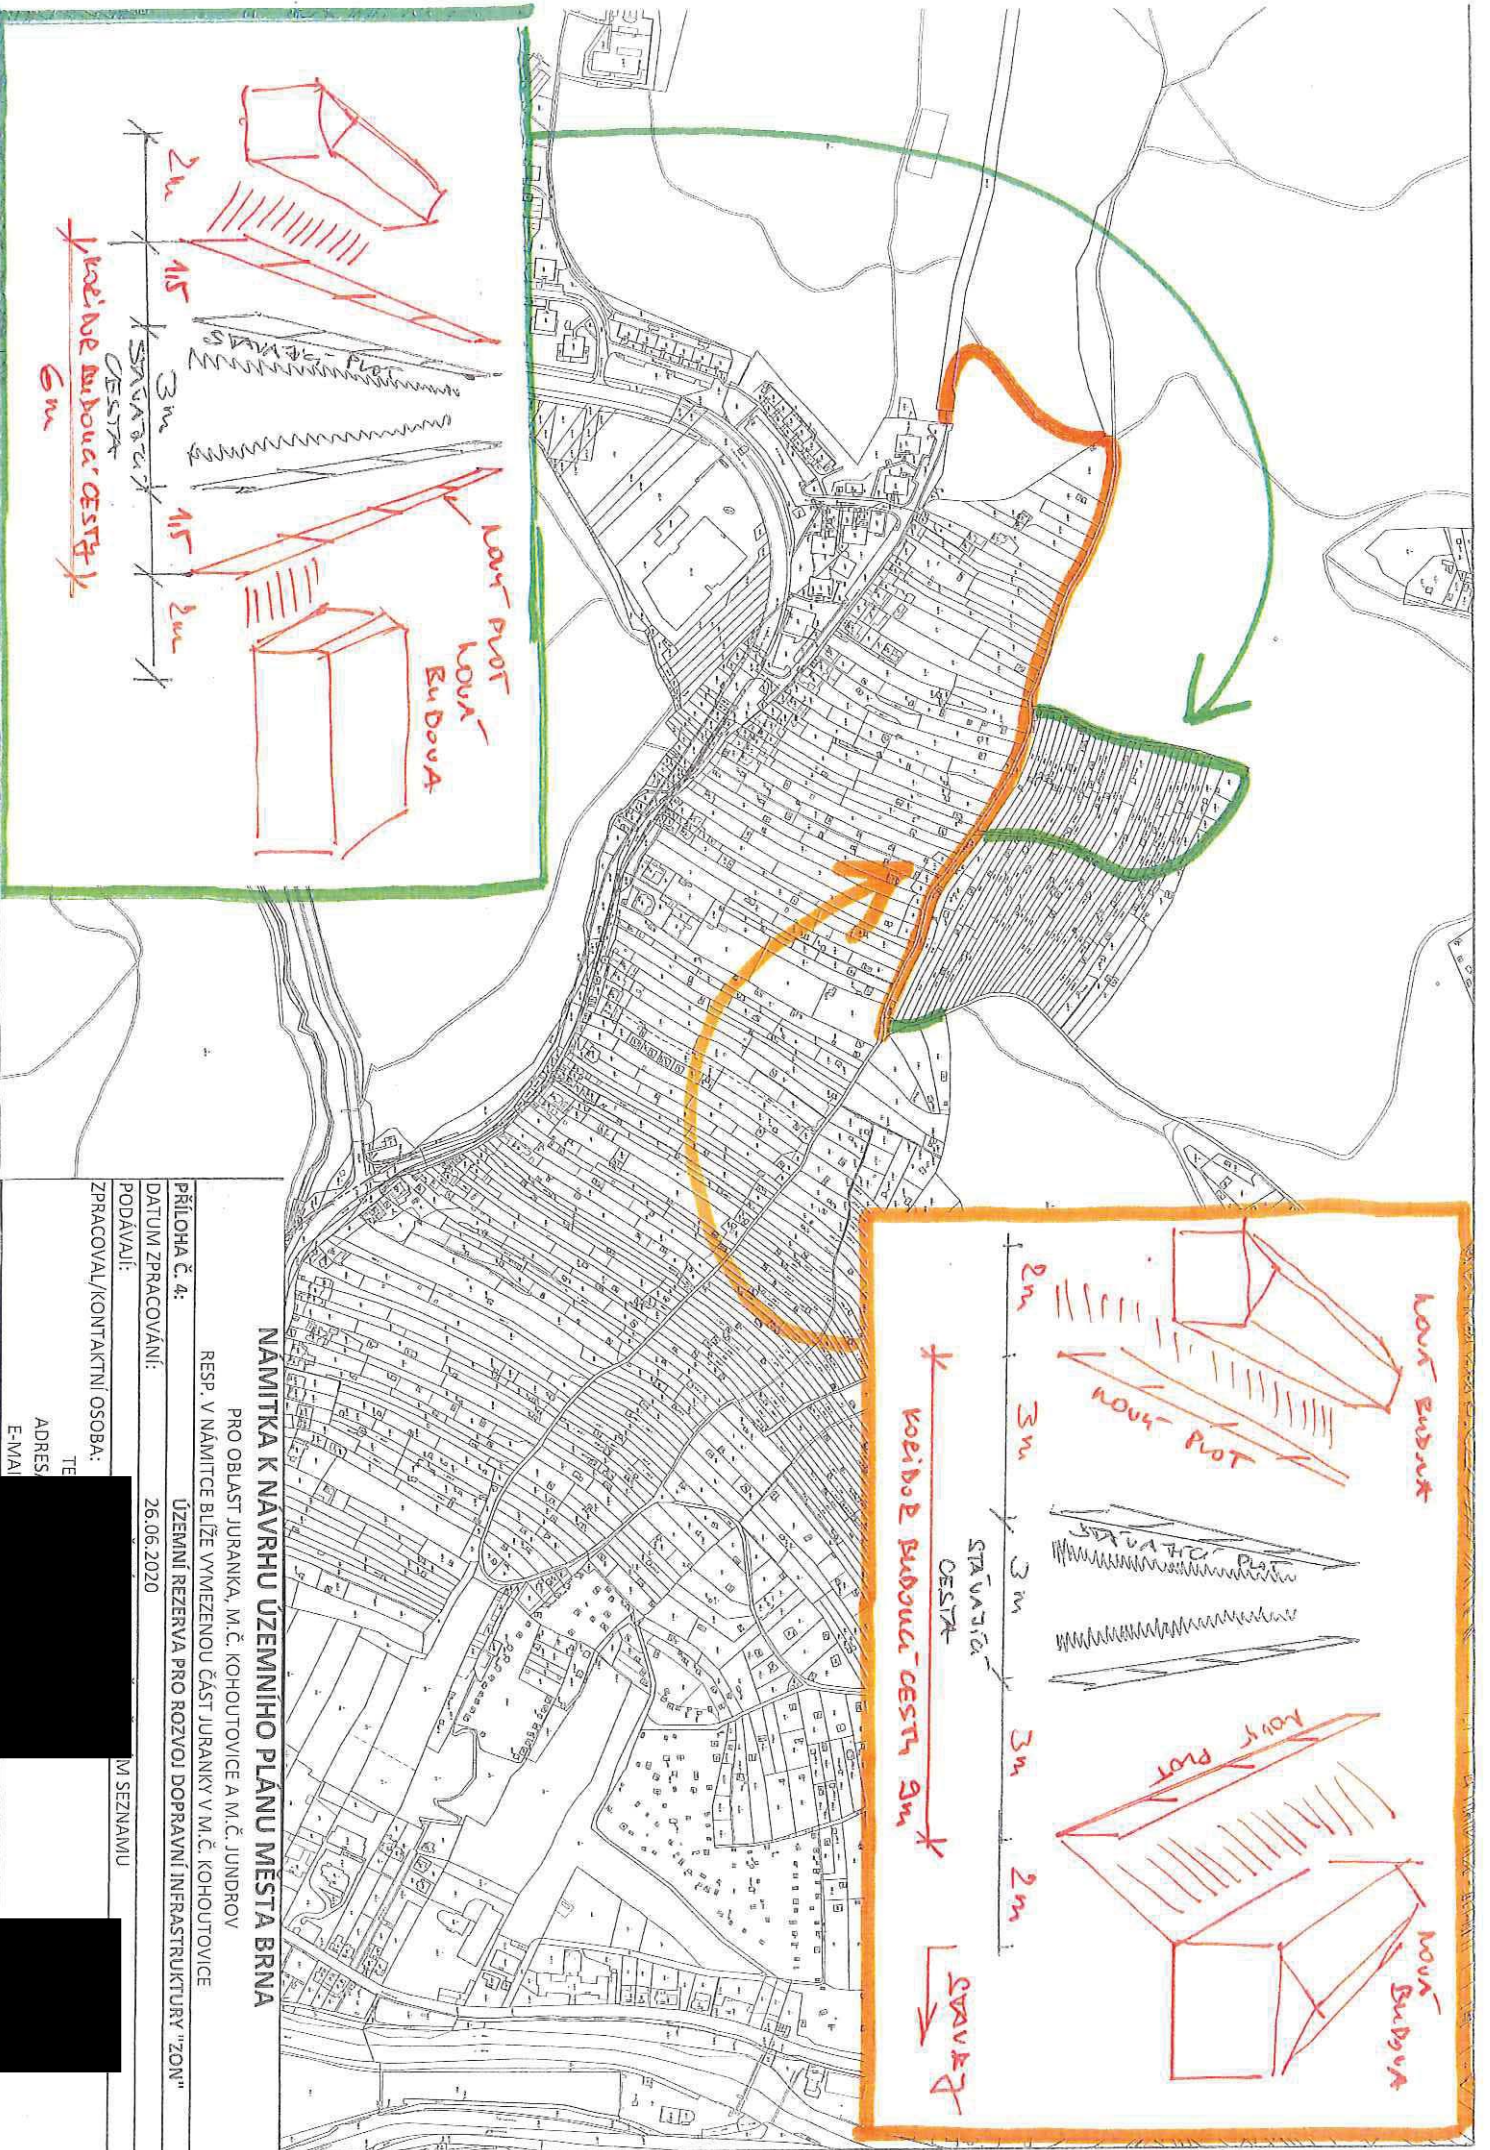 NOVÁ BUDOVA
NOVÝ PLOT
STÁVAJÍCÍ PLOT
NOVÝ PLOT
NOVÁ BUDOVA
2m
3m
3m
3m
2m
STÁVAJÍCÍ
CESTA
KORIDOR BUDOUCÍ CESTY 9m
STAVBY
NOVÝ PLOT
NOVÁ
BUDOVA
STÁVAJÍCÍ PLOT
2m
1,5
3m
1,5
2m
STÁVAJÍCÍ
CESTA
KORIDOR BUDOUCÍ CESTY
6m
NÁMITKA K NÁVRHU ÚZEMNÍHO PLÁNU MĚSTA BRNA
PRO OBLAST JURANKA, M.Č. KOHOUTOVICE A M.Č. JUNDROV
RESP. V NÁMITCE BLÍŽE VYMEZENOU ČÁST JURANKY V M.Č. KOHOUTOVICE
PŘÍLOHA Č. 4: ÚZEMNÍ REZERVA PRO ROZVOJ DOPRAVNÍ INFRASTRUKTURY "ZON"
DATUM ZPRACOVÁNÍ: 26.06.2020
PODÁVAJÍ: M SEZNAMU
ZPRACOVAL/KONTAKTNÍ OSOBA:
TE
ADRES
E-MAI